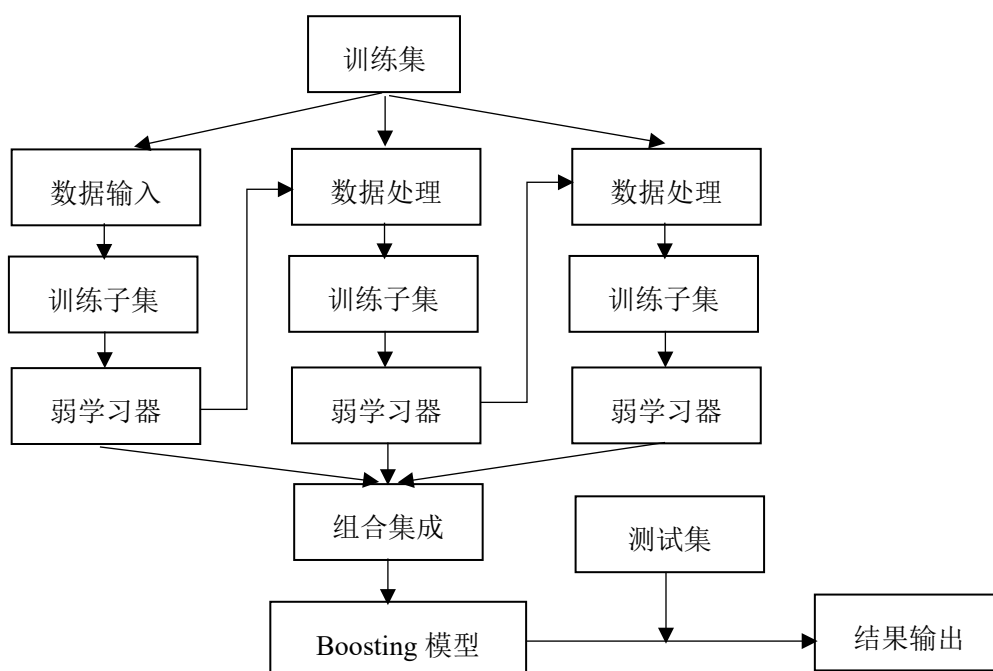 训练集
数据输入
数据处理
数据处理
训练子集
训练子集
训练子集
弱学习器
弱学习器
弱学习器
组合集成
测试集
Boosting 模型
结果输出